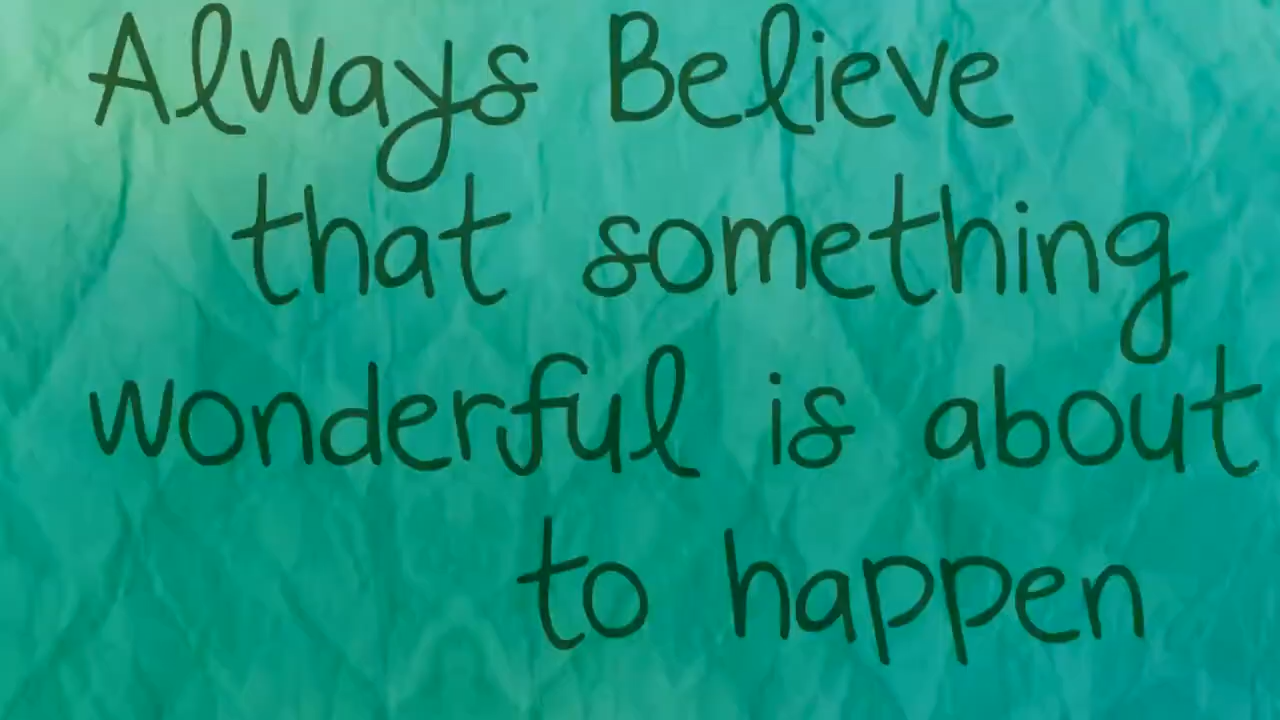 Always Believe
that something
wonderful is about
to happen